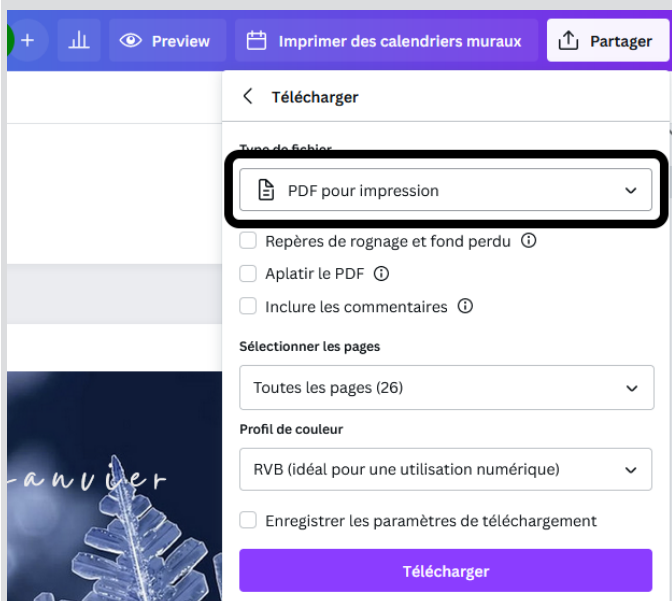 + Preview Imprimer des calendriers muraux Partager
Télécharger
Type de fichier
PDF pour impression
Repères de rognage et fond perdu
Aplatir le PDF
Inclure les commentaires
Sélectionner les pages
Toutes les pages (26)
Profil de couleur
RVB (idéal pour une utilisation numérique)
anvier
Enregistrer les paramètres de téléchargement
Télécharger